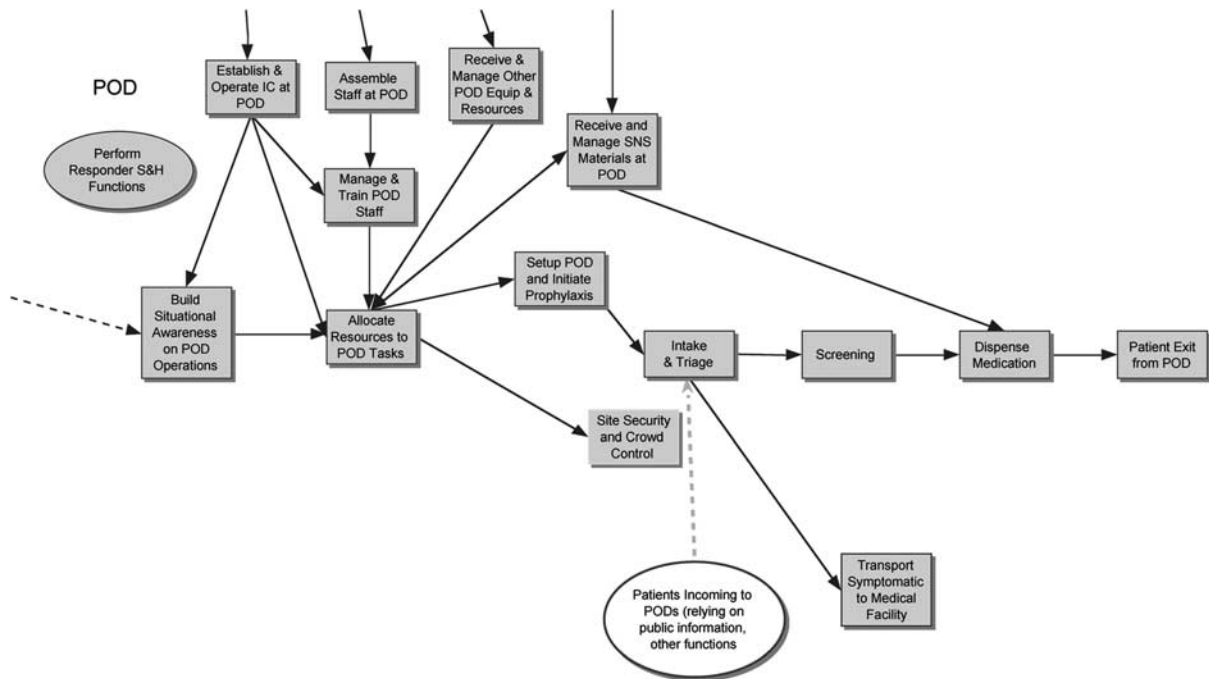 POD
Establish &
Operate IC at
POD
Assemble
Staff at POD
Receive &
Manage Other
POD Equip &
Resources
Receive and
Manage SNS
Materials at
POD
Perform
Responder S&H
Functions
Manage &
Train POD
Staff
Setup POD
and Initiate
Prophylaxis
Build
Situational
Awareness
on POD
Operations
Allocate
Resources to
POD Tasks
Intake
& Triage
Screening
Dispense
Medication
Patient Exit
from POD
Site Security
and Crowd
Control
Patients Incoming to
PODs (relying on
public information,
other functions
Transport
Symptomatic
to Medical
Facility